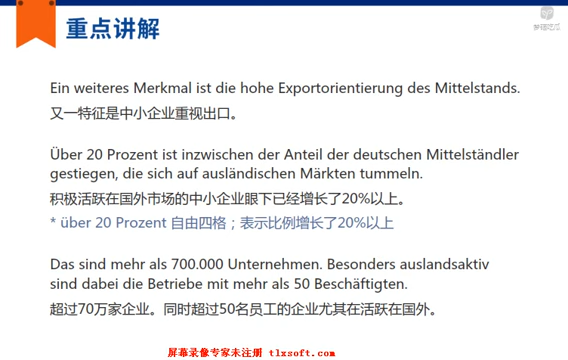 重点讲解
Ein weiteres Merkmal ist die hohe Exportorientierung des Mittelstands.
又一特征是中小企业重视出口。
Über 20 Prozent ist inzwischen der Anteil der deutschen Mittelständler
gestiegen, die sich auf ausländischen Märkten tummeln.
积极活跃在国外市场的中小企业眼下已经增长了20%以上。
* über 20 Prozent 自由四格；表示比例增长了20%以上
Das sind mehr als 700.000 Unternehmen. Besonders auslandsaktiv
sind dabei die Betriebe mit mehr als 50 Beschäftigten.
超过70万家企业。同时超过50名员工的企业尤其在活跃在国外。
屏幕录像专家未注册 tlxsoft.com